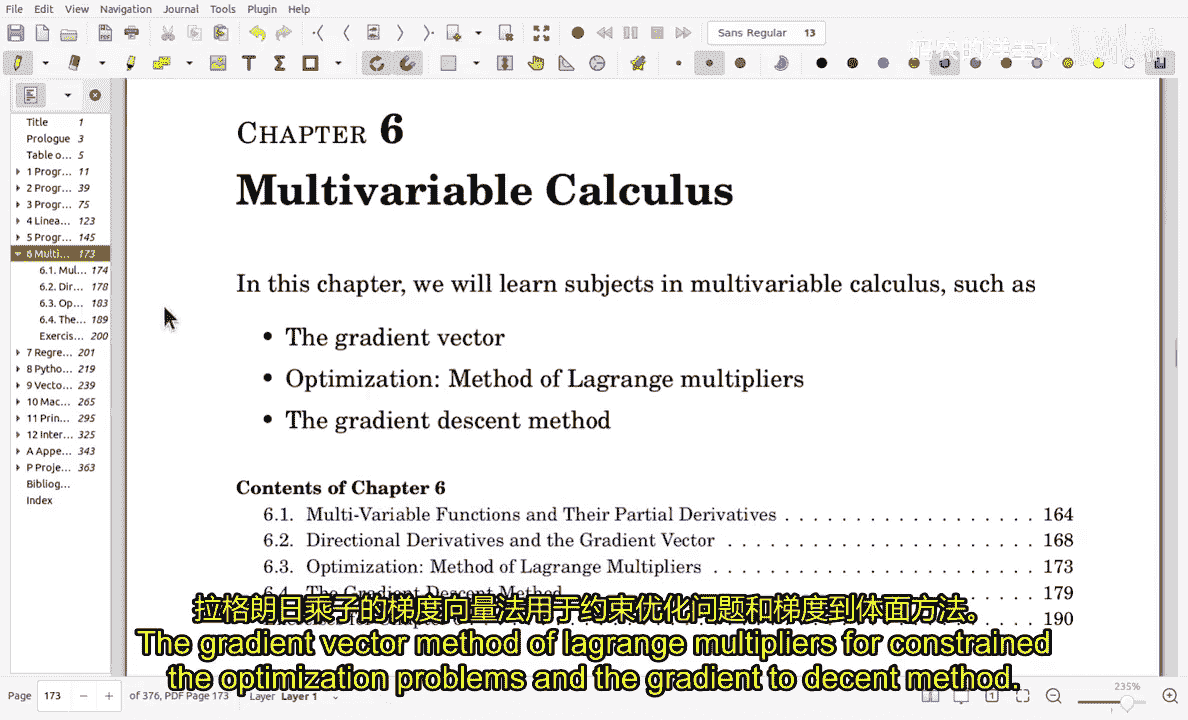 File Edit View Navigation Journal Tools Plugin Help
Sans Regular 13
Title 1
Prologue 3
Table o... 5
1 Progr... 11
2 Progr... 39
3 Progr... 75
4 Linea... 123
5 Progr... 145
6 Multi... 173
6.1. Mul... 174
6.2. Dir... 178
6.3. Op... 183
6.4. The... 189
Exercis... 200
7 Regre... 201
8 Pytho... 219
9 Vecto... 239
10 Mac... 265
11 Prin... 295
12 Inter... 325
A Appe... 343
P Proje... 363
Bibliog...
Index
CHAPTER 6
Multivariable Calculus
In this chapter, we will learn subjects in multivariable calculus, such as
• The gradient vector
• Optimization: Method of Lagrange multipliers
• The gradient descent method
Contents of Chapter 6
6.1. Multi-Variable Functions and Their Partial Derivatives . . . . . . . . . . . . . . . . . 164
6.2. Directional Derivatives and the Gradient Vector . . . . . . . . . . . . . . . . . . . . . 168
6.3. Optimization: Method of Lagrange Multipliers . . . . . . . . . . . . . . . . . . . . . . 173
6.4. The Gradient Descent Method 179
190
拉格朗日乘子的梯度向量法用于约束优化问题和梯度到体面方法。
The gradient vector method of lagrange multipliers for constrained
the optimization problems and the gradient to decent method.
Page 173 − + of 376, PDF Page 173 Layer Layer 1 235%